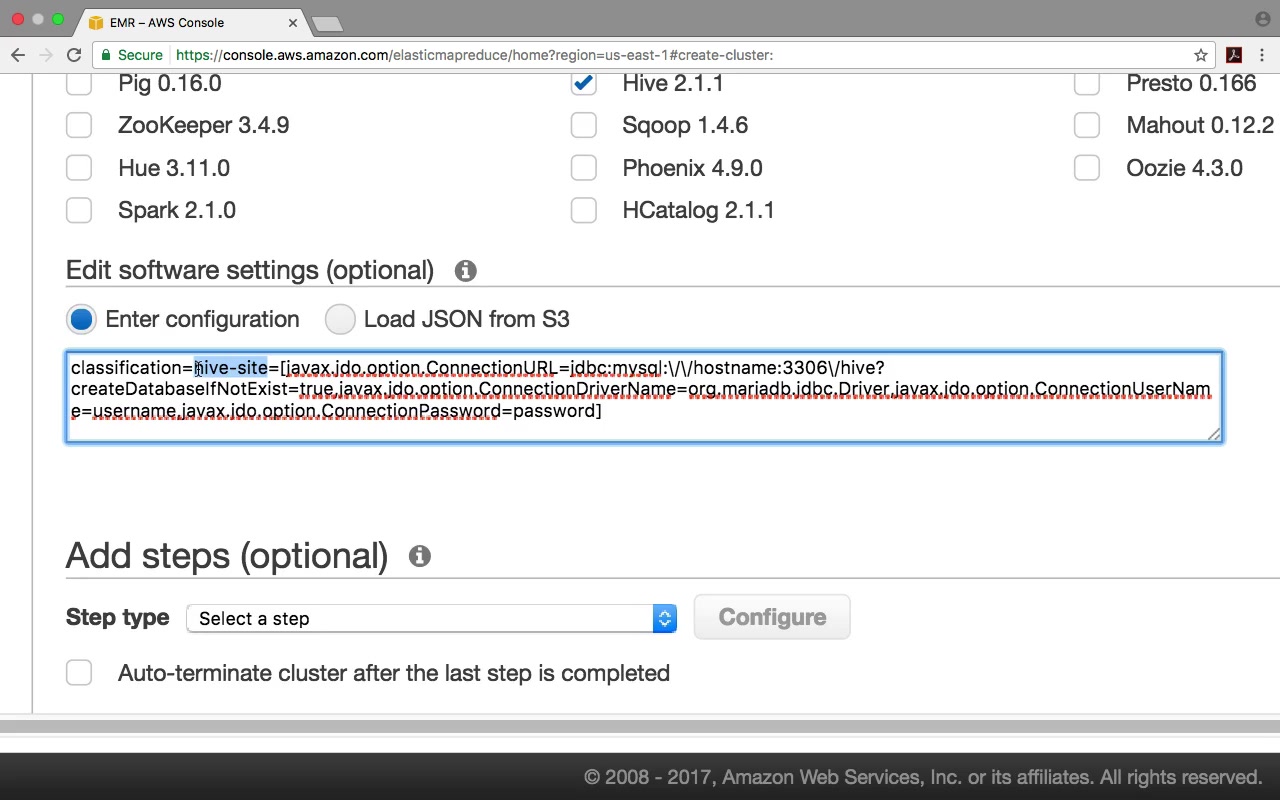 EMR – AWS Console
Secure https://console.aws.amazon.com/elasticmapreduce/home?region=us-east-1#create-cluster:
Pig 0.16.0 Hive 2.1.1 Presto 0.166
ZooKeeper 3.4.9 Sqoop 1.4.6 Mahout 0.12.2
Hue 3.11.0 Phoenix 4.9.0 Oozie 4.3.0
Spark 2.1.0 HCatalog 2.1.1
Edit software settings (optional)
Enter configuration Load JSON from S3
classification=hive-site=[javax.jdo.option.ConnectionURL=jdbc:mysql:\/\/hostname:3306\/hive?
createDatabaseIfNotExist=true,javax.jdo.option.ConnectionDriverName=org.mariadb.jdbc.Driver,javax.jdo.option.ConnectionUserNam
e=username,javax.jdo.option.ConnectionPassword=password]
Add steps (optional)
Step type Select a step Configure
Auto-terminate cluster after the last step is completed
© 2008 - 2017, Amazon Web Services, Inc. or its affiliates. All rights reserved.